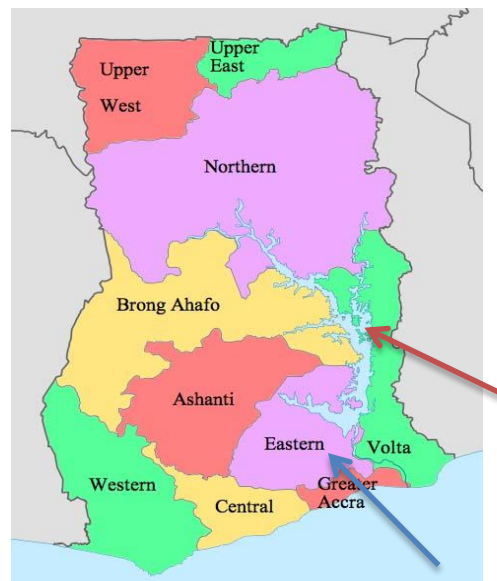 Upper
West
Upper
East
Northern
Brong Ahafo
Ashanti
Eastern
Volta
Western
Central
Greater
Accra